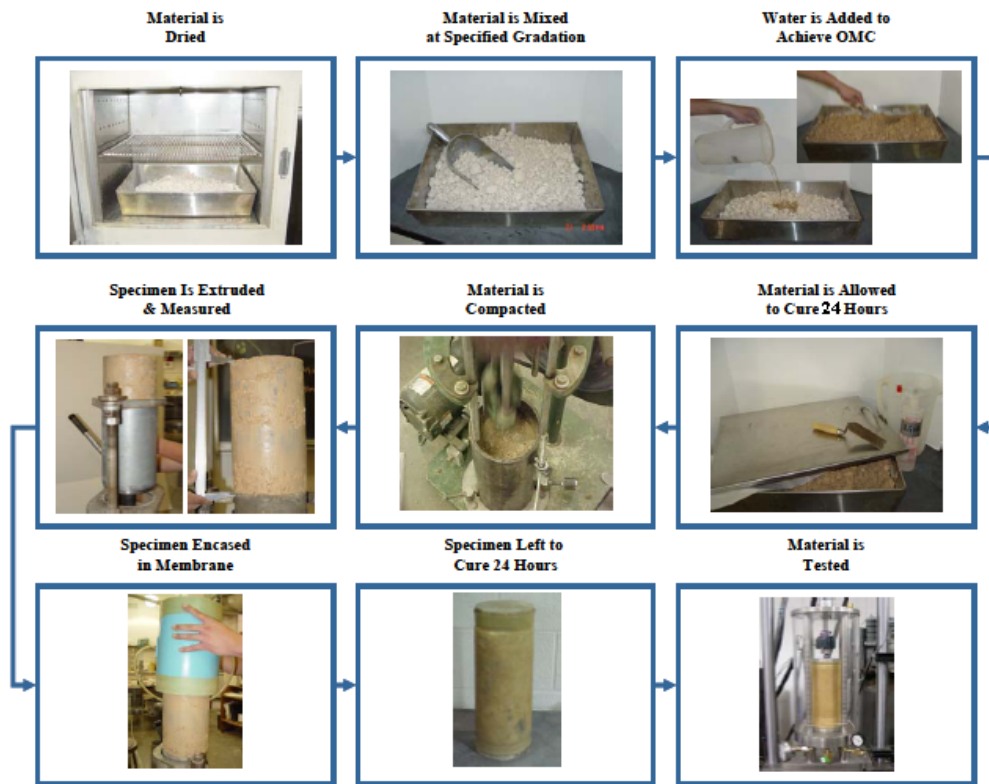 Material is
Dried
Material is Mixed
at Specified Gradation
Water is Added to
Achieve OMC
Specimen Is Extruded
& Measured
Material is
Compacted
Material is Allowed
to Cure 24 Hours
Specimen Encased
in Membrane
Specimen Left to
Cure 24 Hours
Material is
Tested